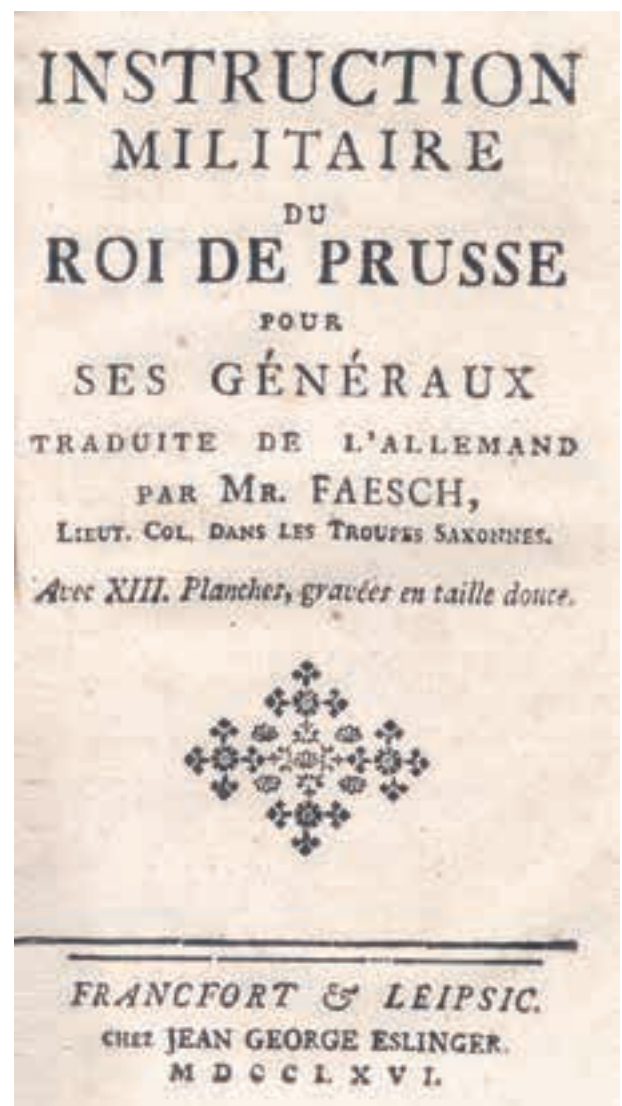 INSTRUCTION
MILITAIRE
DU
ROI DE PRUSSE
POUR
SES GÉNÉRAUX
TRADUITE DE L'ALLEMAND
PAR MR. FAESCH,
LIEUT. COL. DANS LES TROUPES SAXONNES.
Avec XIII. Planches, gravées en taille douce.
FRANCFORT & LEIPSIC.
CHEZ JEAN GEORGE ESLINGER.
MDCCLXVI.